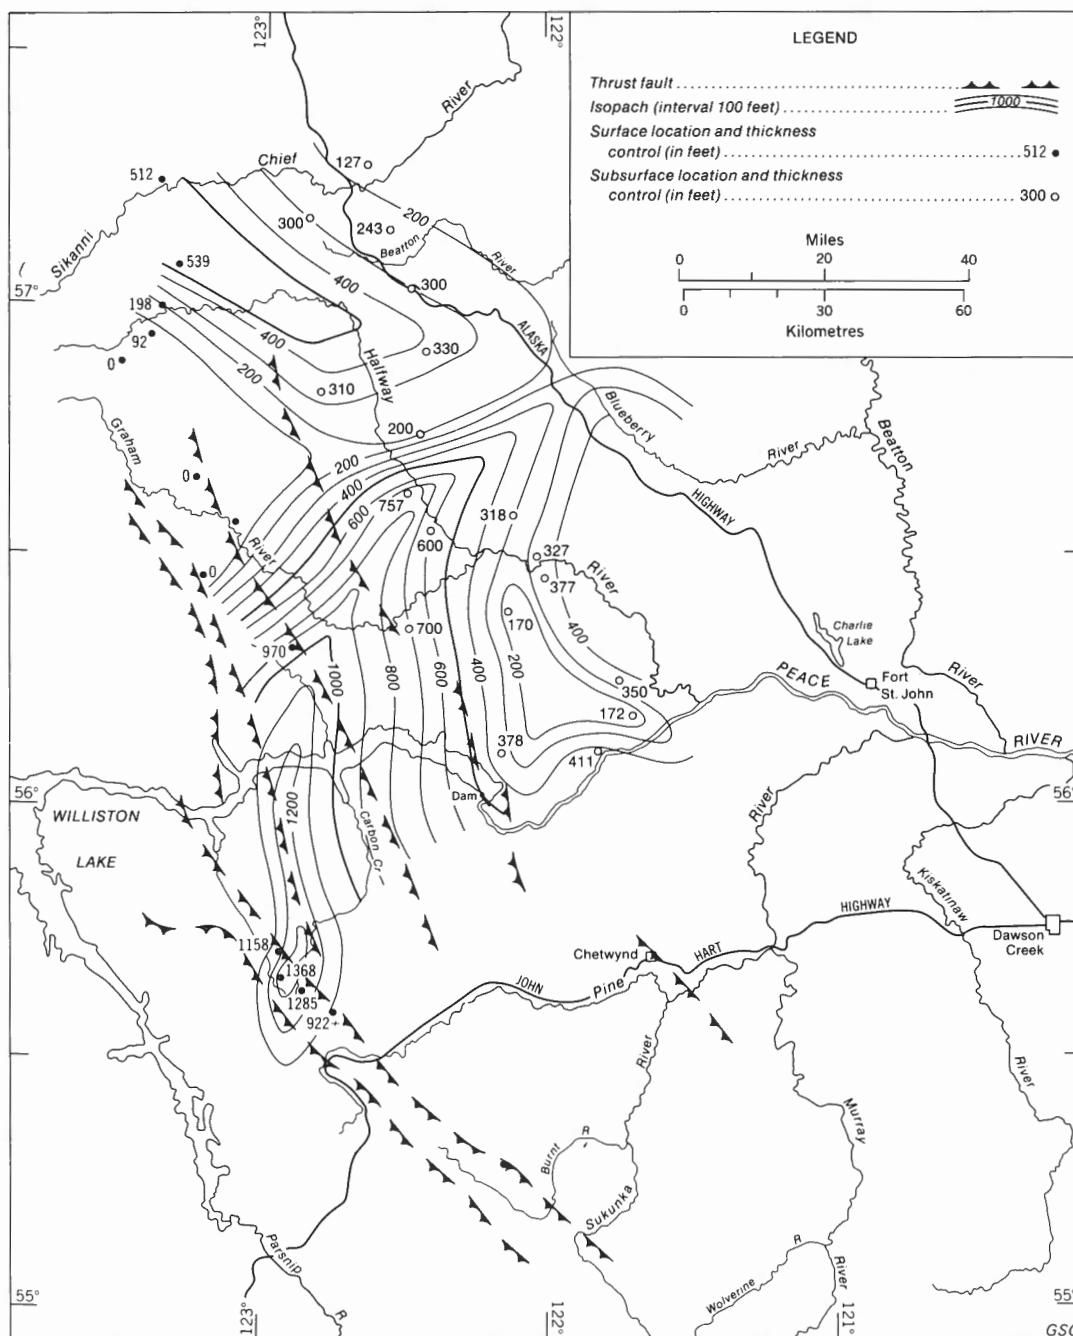 123°
122°
LEGEND
Thrust fault
Isopach (interval 100 feet)
1000
Surface location and thickness
control (in feet) 512
Subsurface location and thickness
control (in feet) 300
Miles
0 20 40
0 30 60
Kilometres
River
Chief
127
512
Sikanni
300
243
Beatton
River
200
539
400
300
57°
198
92
0
400
200
330
310
ALASKA
Halfway
Blueberry
River
Beatton
200
Graham
0
200
400
600
757
600
318
HIGHWAY
327
377
River
River
0
170
400
Charlie
Lake
700
970
1000
800
600
400
200
350
172
PEACE
Fort
St. John
River
RIVER
378
411
56°
WILLISTON
LAKE
Dam
1200
Carbon Cr
River
56°
Kiskatinaw
HIGHWAY
Dawson
Creek
1158
1368
1285
922+
Chetwynd
HART
JOHN
Pine
River
River
Murray
Burnt
R
Sukunka
Parsnip
R
Wolverine
R
River
55°
55°
123°
122°
121°
GSC